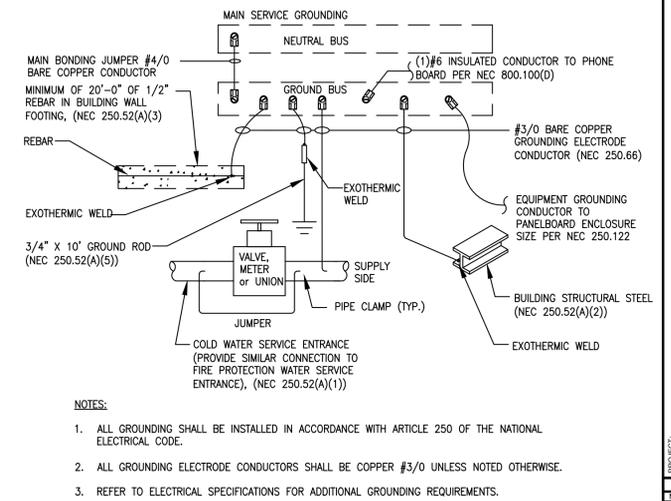 MAIN SERVICE GROUNDING
NEUTRAL BUS
MAIN BONDING JUMPER #4/0
BARE COPPER CONDUCTOR
(1)#6 INSULATED CONDUCTOR TO PHONE
BOARD PER NEC 800.100(D)
MINIMUM OF 20'-0" OF 1/2"
REBAR IN BUILDING WALL
FOOTING, (NEC 250.52(A)(3)
GROUND BUS
REBAR
#3/0 BARE COPPER
GROUNDING ELECTRODE
CONDUCTOR (NEC 250.66)
EXOTHERMIC
WELD
EXOTHERMIC WELD
EQUIPMENT GROUNDING
CONDUCTOR TO
PANELBOARD ENCLOSURE
SIZE PER NEC 250.122
3/4" X 10' GROUND ROD
(NEC 250.52(A)(5))
VALVE,
METER
or UNION
SUPPLY
SIDE
PIPE CLAMP (TYP.)
JUMPER
BUILDING STRUCTURAL STEEL
(NEC 250.52(A)(2))
EXOTHERMIC WELD
COLD WATER SERVICE ENTRANCE
(PROVIDE SIMILAR CONNECTION TO
FIRE PROTECTION WATER SERVICE
ENTRANCE), (NEC 250.52(A)(1))
NOTES:
1. ALL GROUNDING SHALL BE INSTALLED IN ACCORDANCE WITH ARTICLE 250 OF THE NATIONAL
ELECTRICAL CODE.
2. ALL GROUNDING ELECTRODE CONDUCTORS SHALL BE COPPER #3/0 UNLESS NOTED OTHERWISE.
3. REFER TO ELECTRICAL SPECIFICATIONS FOR ADDITIONAL GROUNDING REQUIREMENTS.
PROJECT: